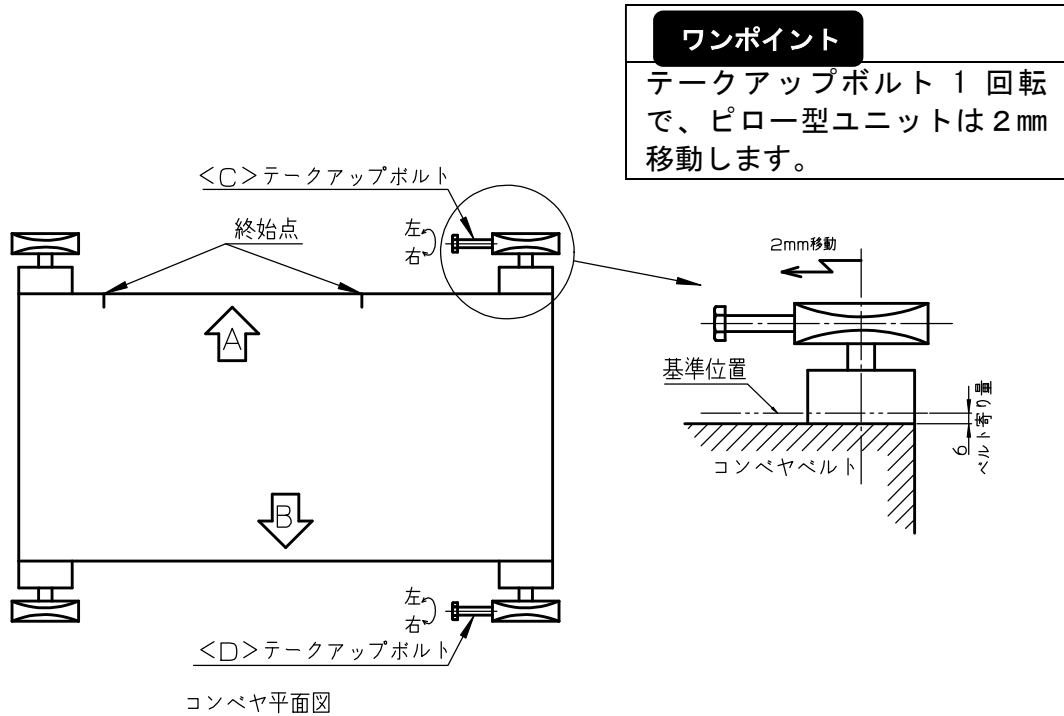 ワンポイント
テークアップボルト 1 回転
で、ピロー型ユニットは2㎜
移動します。
<C>テークアップボルト
終始点
左
右
A
B
左
右
<D>テークアップボルト
コンベヤ平面図
2mm移動
基準位置
コンベヤベルト
6
ベルト寄り量